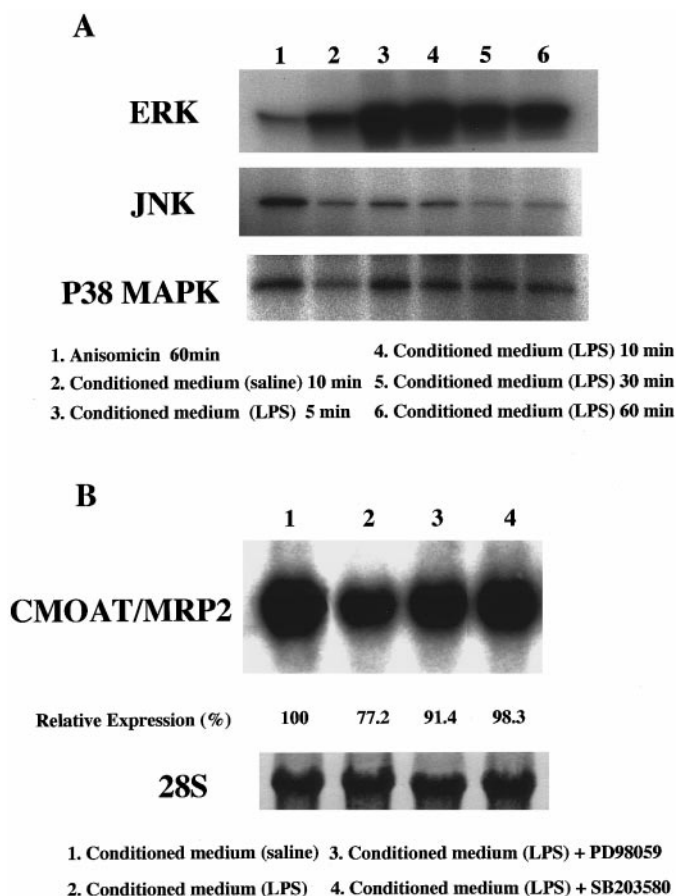 A
1 2 3 4 5 6
ERK
JNK
P38 MAPK
1. Anisomicin 60min
2. Conditioned medium (saline) 10 min
3. Conditioned medium (LPS) 5 min
4. Conditioned medium (LPS) 10 min
5. Conditioned medium (LPS) 30 min
6. Conditioned medium (LPS) 60 min
B
1 2 3 4
CMOAT/MRP2
Relative Expression (%) 100 77.2 91.4 98.3
28S
1. Conditioned medium (saline)
2. Conditioned medium (LPS)
3. Conditioned medium (LPS) + PD98059
4. Conditioned medium (LPS) + SB203580